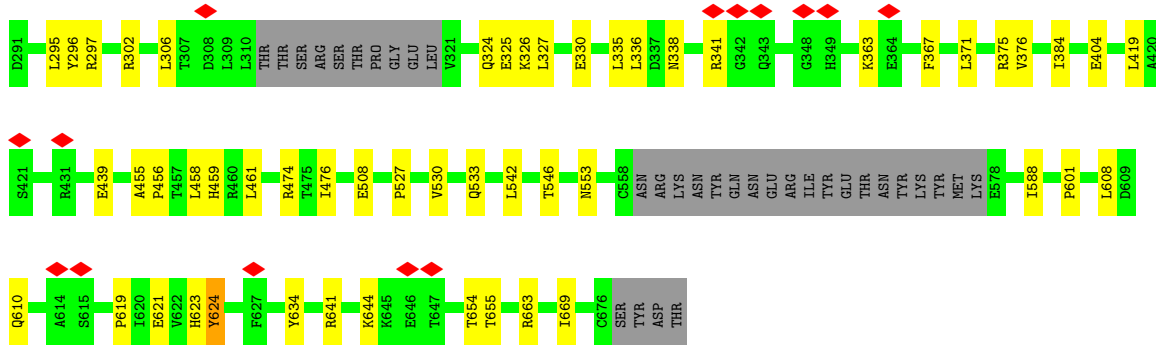 D291 L295 Y296 R297 R302 L306 T307 D308 L309 L310 THR THR SER ARG SER THR PRO GLY GLU LEU V321 Q324 E325 K326 L327 E330 L335 L336 D337 N338 R341 G342 Q343 G348 H349 K363 E364 F367 L371 R375 V376 I384 E404 L419 A420
S421 R431 E439 A455 P456 T457 L458 H459 R460 L461 R474 T475 I476 E508 P527 V530 Q533 L542 T546 N553 C558 ASN ARG LYS ASN TYR GLN ASN GLU ARG ILE TYR GLU THR ASN TYR LYS TYR MET LYS E578 I588 P601 L608 D609
Q610 A614 S615 P619 I620 E621 V622 H623 Y624 F627 Y634 R641 K644 K645 E646 T647 T654 T655 R663 I669 C676 SER TYR ASP THR